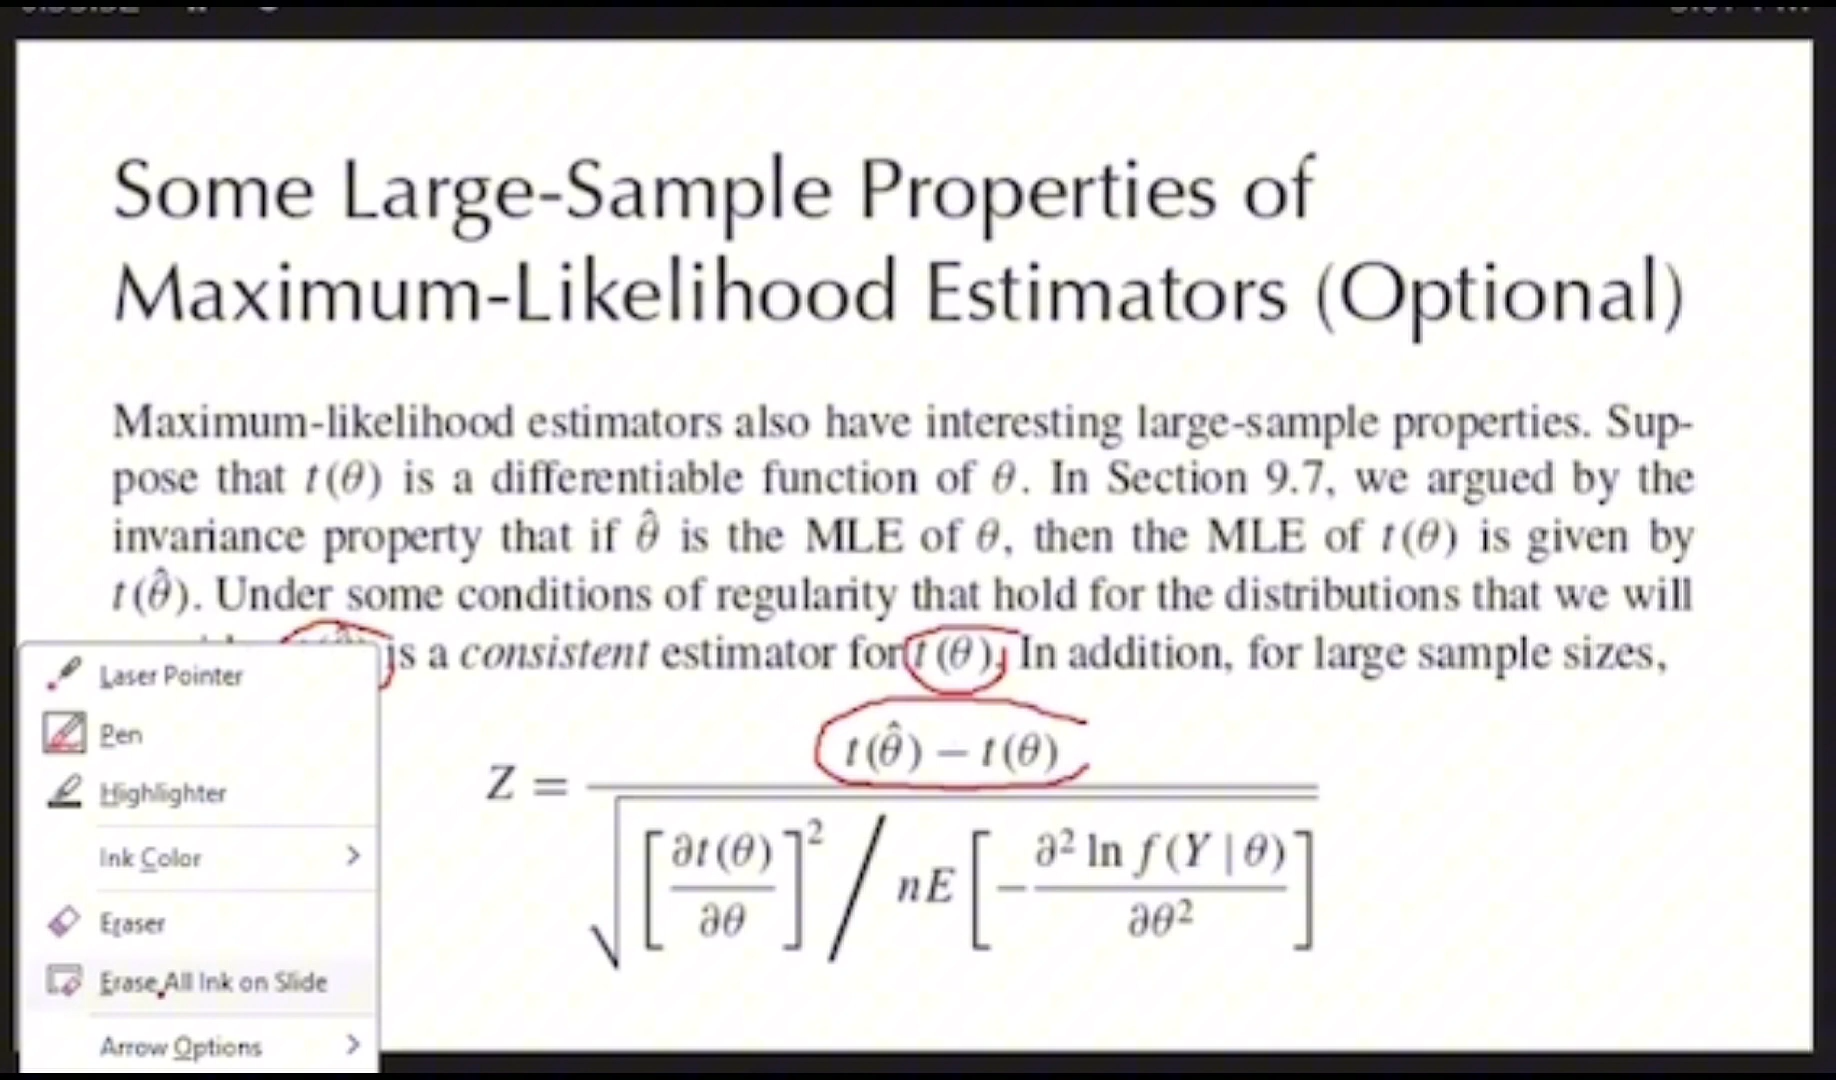 Some Large-Sample Properties of
Maximum-Likelihood Estimators (Optional)
Maximum-likelihood estimators also have interesting large-sample properties. Sup-
pose that t(θ) is a differentiable function of θ. In Section 9.7, we argued by the
invariance property that if θ̂ is the MLE of θ, then the MLE of t(θ) is given by
t(θ̂). Under some conditions of regularity that hold for the distributions that we will
is a consistent estimator for t(θ). In addition, for large sample sizes,
t(θ̂) − t(θ)
Z =
√ [∂t(θ)/∂θ]² / nE [−∂² ln f(Y | θ)/∂θ²]
Laser Pointer
Pen
Highlighter
Ink Color
Eraser
Erase All Ink on Slide
Arrow Options